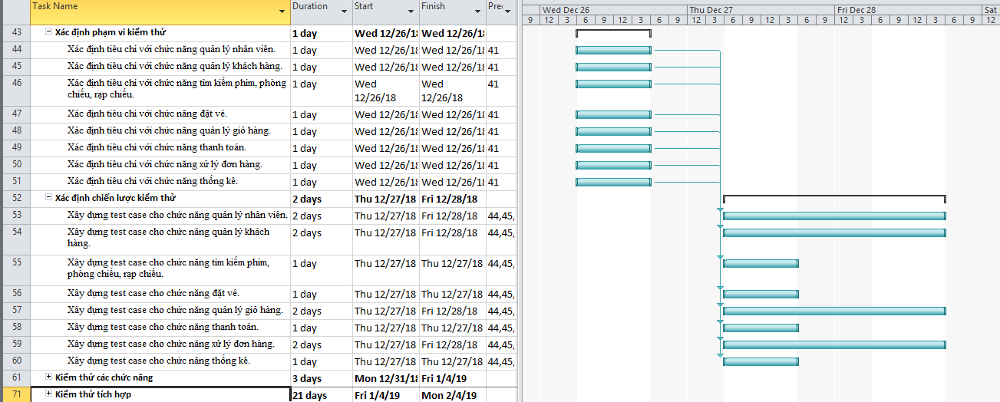 Task Name Duration Start Finish Pred
Wed Dec 26 Thu Dec 27 Fri Dec 28 Sat
9 12 3 6 9 12 3 6 9 12 3 6 9 12 3 6 9 12 3 6 9 12 3 6 9 12 3 6 9 12
43 Xác định phạm vi kiểm thử 1 day Wed 12/26/18 Wed 12/26/18
44 Xác định tiêu chí với chức năng quản lý nhân viên. 1 day Wed 12/26/18 Wed 12/26/18 41
45 Xác định tiêu chí với chức năng quản lý khách hàng. 1 day Wed 12/26/18 Wed 12/26/18 41
46 Xác định tiêu chí với chức năng tìm kiếm phim, phòng 1 day Wed Wed 41
chiếu, rạp chiếu. 12/26/18 12/26/18
47 Xác định tiêu chí với chức năng đặt vé. 1 day Wed 12/26/18 Wed 12/26/18 41
48 Xác định tiêu chí với chức năng quản lý giỏ hàng. 1 day Wed 12/26/18 Wed 12/26/18 41
49 Xác định tiêu chí với chức năng thanh toán. 1 day Wed 12/26/18 Wed 12/26/18 41
50 Xác định tiêu chí với chức năng xử lý đơn hàng. 1 day Wed 12/26/18 Wed 12/26/18 41
51 Xác định tiêu chí với chức năng thống kê. 1 day Wed 12/26/18 Wed 12/26/18 41
52 Xác định chiến lược kiểm thử 2 days Thu 12/27/18 Fri 12/28/18
53 Xây dựng test case cho chức năng quản lý nhân viên. 2 days Thu 12/27/18 Fri 12/28/18 44,45,
54 Xây dựng test case cho chức năng quản lý khách 2 days Thu 12/27/18 Fri 12/28/18 44,45,
hàng.
55 Xây dựng test case cho chức năng tìm kiếm phim, 1 day Thu 12/27/18 Thu 12/27/18 44,45,
phòng chiếu, rạp chiếu.
56 Xây dựng test case cho chức năng đặt vé. 1 day Thu 12/27/18 Thu 12/27/18 44,45,
57 Xây dựng test case cho chức năng quản lý giỏ hàng. 2 days Thu 12/27/18 Fri 12/28/18 44,45,
58 Xây dựng test case cho chức năng thanh toán. 1 day Thu 12/27/18 Thu 12/27/18 44,45,
59 Xây dựng test case cho chức năng xử lý đơn hàng. 2 days Thu 12/27/18 Fri 12/28/18 44,45,
60 Xây dựng test case cho chức năng thống kê. 1 day Thu 12/27/18 Thu 12/27/18 44,45,
61 Kiểm thử các chức năng 3 days Mon 12/31/18 Fri 1/4/19
71 Kiểm thử tích hợp 21 days Fri 1/4/19 Mon 2/4/19